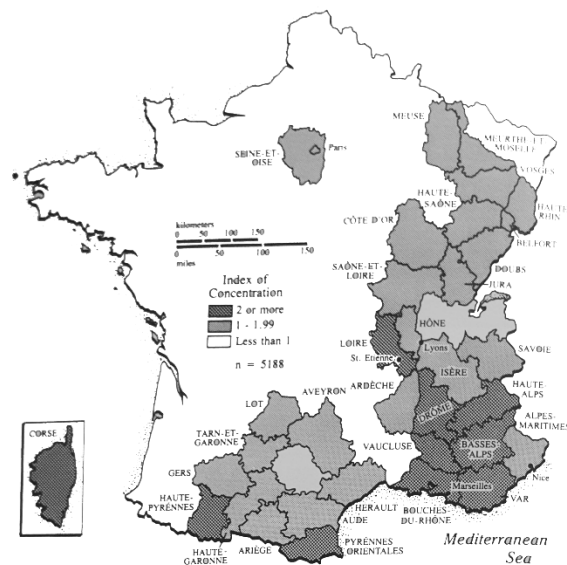 MEUSE
MEURTHE ET
MOSELLE
SEINE-ET-
OISE
Paris
VOSGES
HAUTE-
SAÔNE
HAUT-
RHIN
kilometers
0 50 100 150
0 50 100 150
miles
CÔTE D'OR
BELFORT
SAÔNE-ET-
LOIRE
DOUBS
JURA
Index of
Concentration
2 or more
1 - 1.99
Less than 1
n = 5188
HÔNE
LOIRE
Lyons
St. Etienne
SAVOIE
ISÈRE
AVEYRON
ARDÈCHE
HAUTE-
ALPS
LOT
DRÔME
ALPES-
MARITIMES
TARN-ET-
GARONNE
CORSE
VAUCLUSE
BASSES-
ALPS
GERS
Nice
HAUTE-
PYRÉNNES
Marseilles
HERAULT
BOUCHES
DU-RHÔNE
VAR
AUDE
HAUTE-
GARONNE
ARIÉGE
PYRÉNNES
ORIENTALES
Mediterranean
Sea